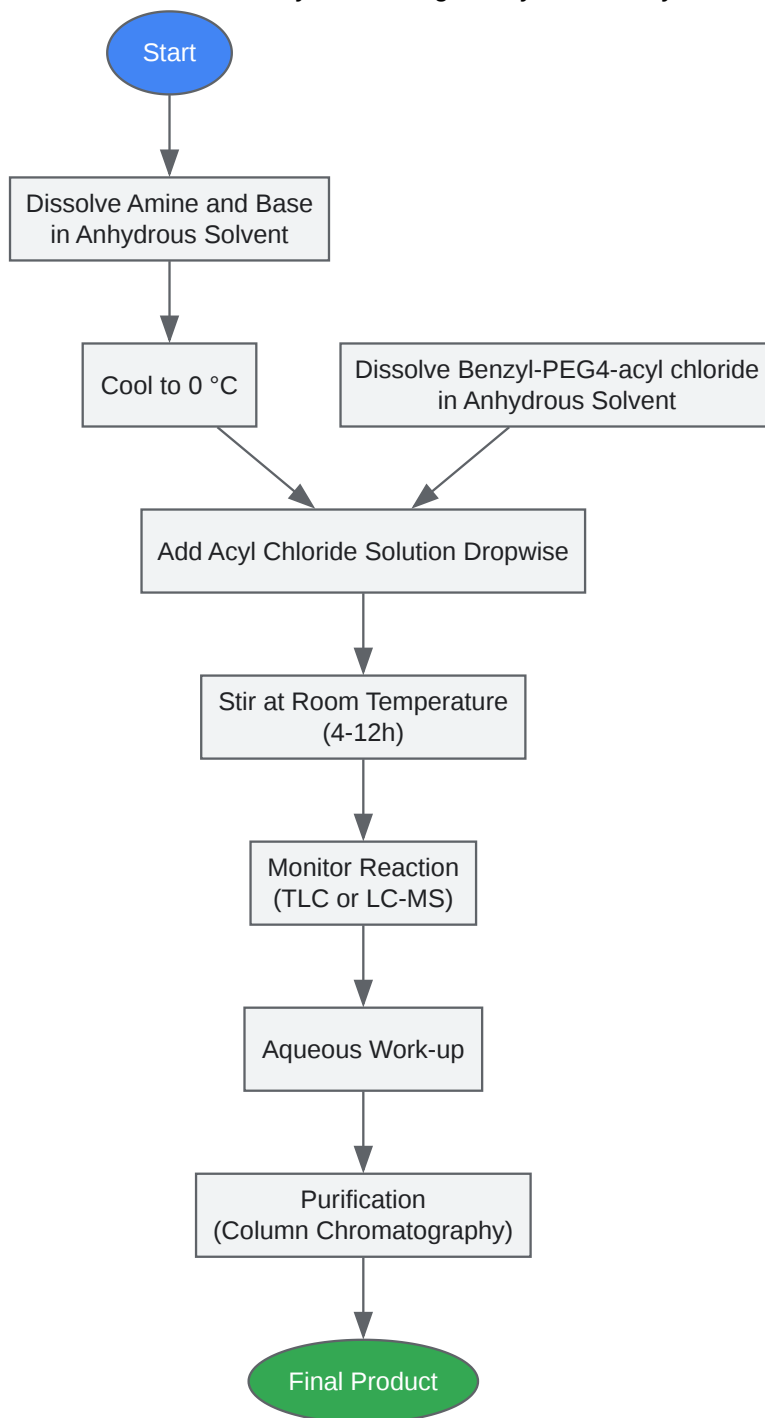 Start
Dissolve Amine and Base
in Anhydrous Solvent
Cool to 0 °C
Dissolve Benzyl-PEG4-acyl chloride
in Anhydrous Solvent
Add Acyl Chloride Solution Dropwise
Stir at Room Temperature
(4-12h)
Monitor Reaction
(TLC or LC-MS)
Aqueous Work-up
Purification
(Column Chromatography)
Final Product